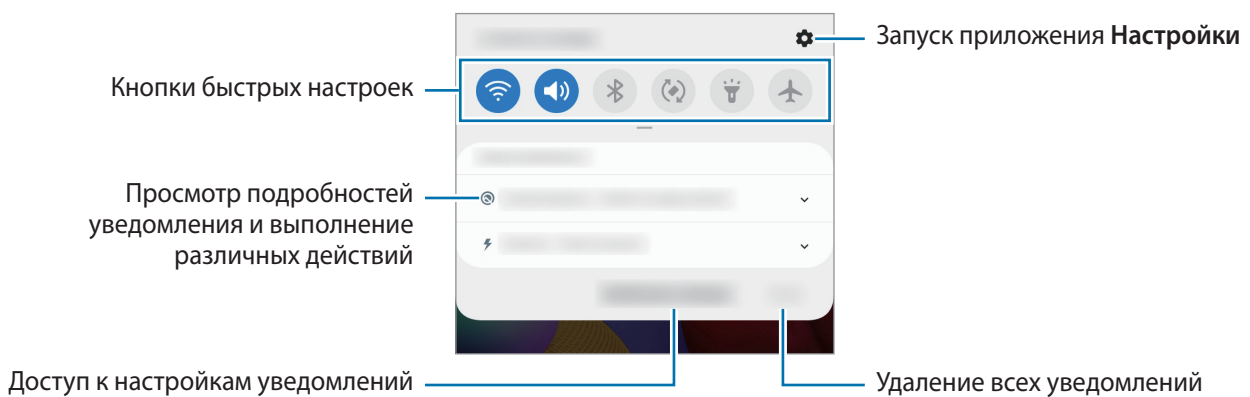 Запуск приложения Настройки
Кнопки быстрых настроек
Просмотр подробностей
уведомления и выполнение
различных действий
Доступ к настройкам уведомлений
Удаление всех уведомлений